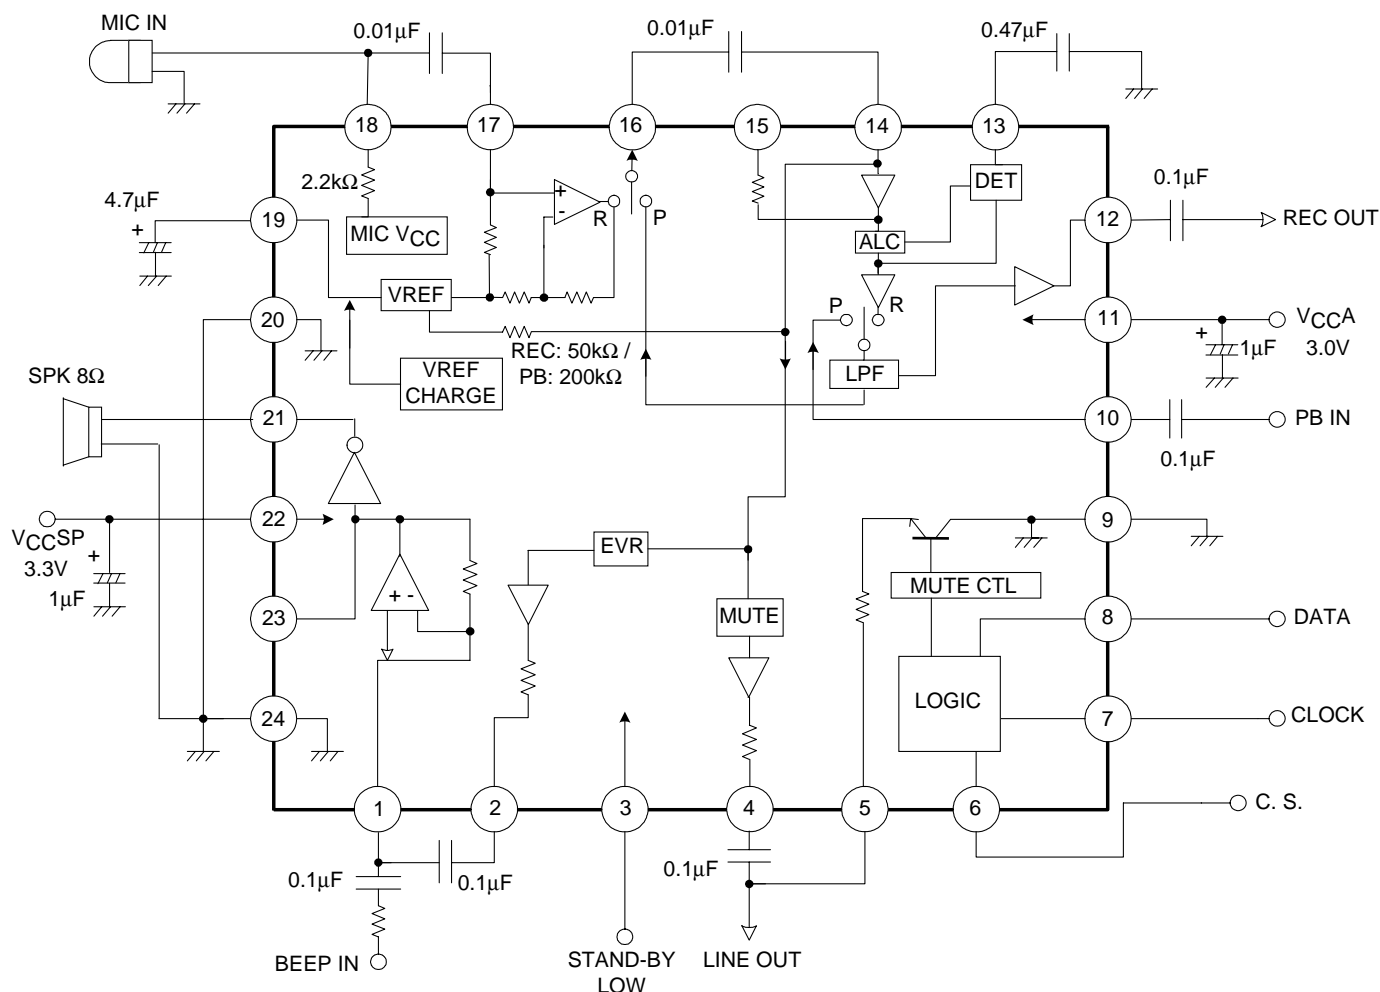 MIC IN
0.01µF
0.01µF
0.47µF
18
17
16
15
14
13
2.2kΩ
MIC VCC
+
-
R
P
DET
ALC
0.1µF
4.7µF
+
19
12
REC OUT
VREF
P
R
20
11
VCCA
3.0V
+
1µF
REC: 50kΩ /
PB: 200kΩ
VREF
CHARGE
LPF
SPK 8Ω
21
10
PB IN
0.1µF
22
9
VCCSP
3.3V
+
1µF
EVR
MUTE CTL
+ -
MUTE
23
8
DATA
LOGIC
24
7
CLOCK
1
2
3
4
5
6
C. S.
0.1µF
0.1µF
0.1µF
BEEP IN
STAND-BY
LOW
LINE OUT